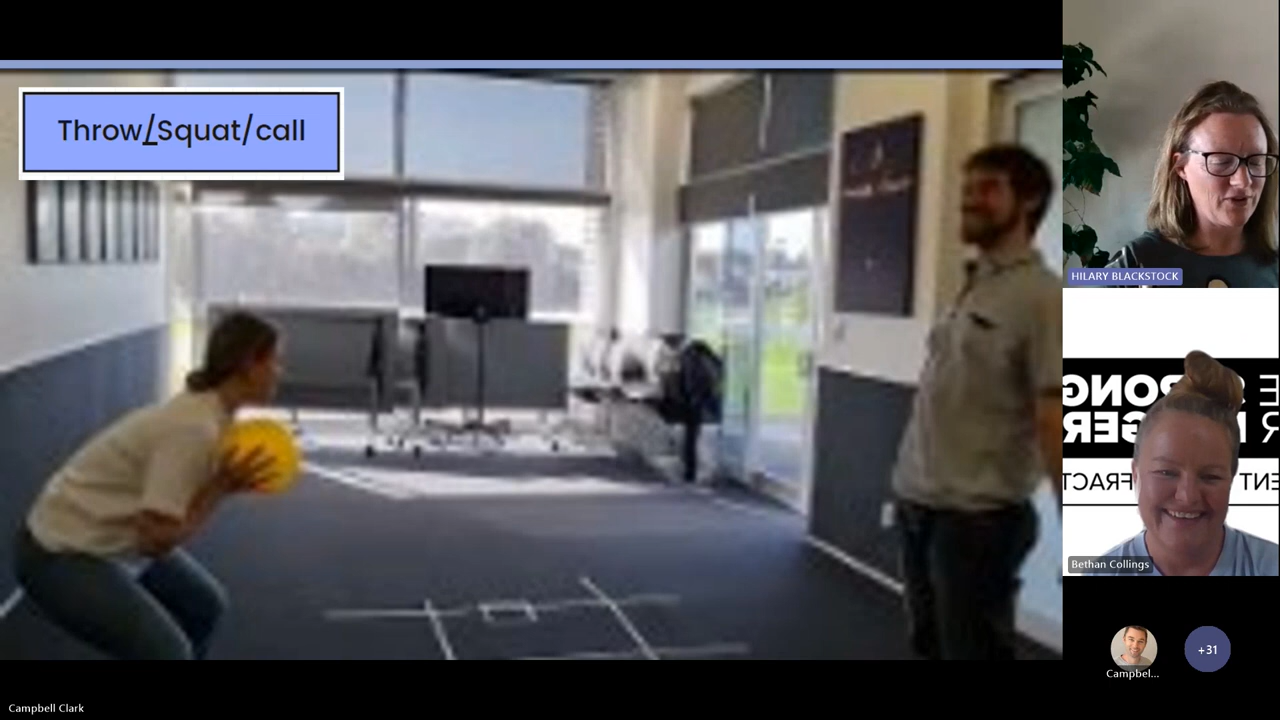 Throw/Squat/call
HILARY BLACKSTOCK
Bethan Collings
Campbel...
+31
Campbell Clark